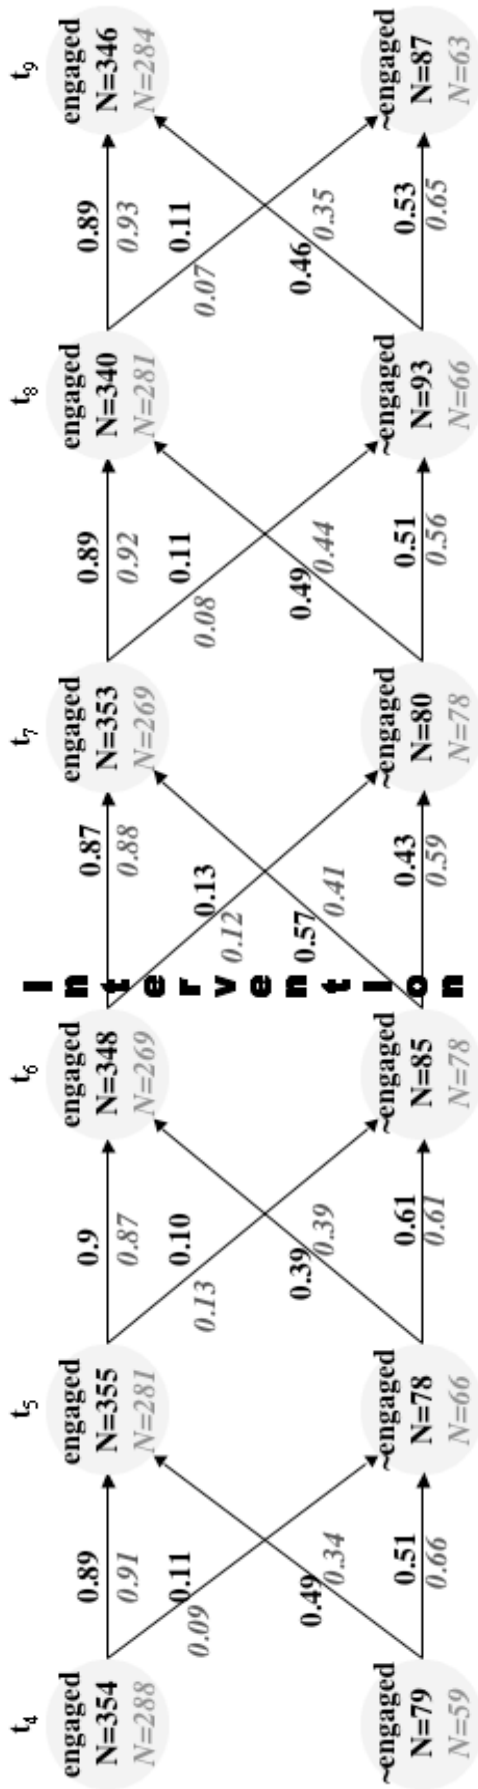 t4
engaged
N=354
N=288
~engaged
N=79
N=59
0.89
0.91
0.11
0.09
0.49
0.34
0.51
0.66
t5
engaged
N=355
N=281
~engaged
N=78
N=66
0.9
0.87
0.10
0.13
0.39
0.39
0.61
0.61
t6
engaged
N=348
N=269
~engaged
N=85
N=78
Intervention
0.87
0.88
0.13
0.12
0.57
0.41
0.43
0.59
t7
engaged
N=353
N=269
~engaged
N=80
N=78
0.89
0.92
0.11
0.08
0.49
0.44
0.51
0.56
t8
engaged
N=340
N=281
~engaged
N=93
N=66
0.89
0.93
0.11
0.07
0.46
0.35
0.53
0.65
t9
engaged
N=346
N=284
~engaged
N=87
N=63